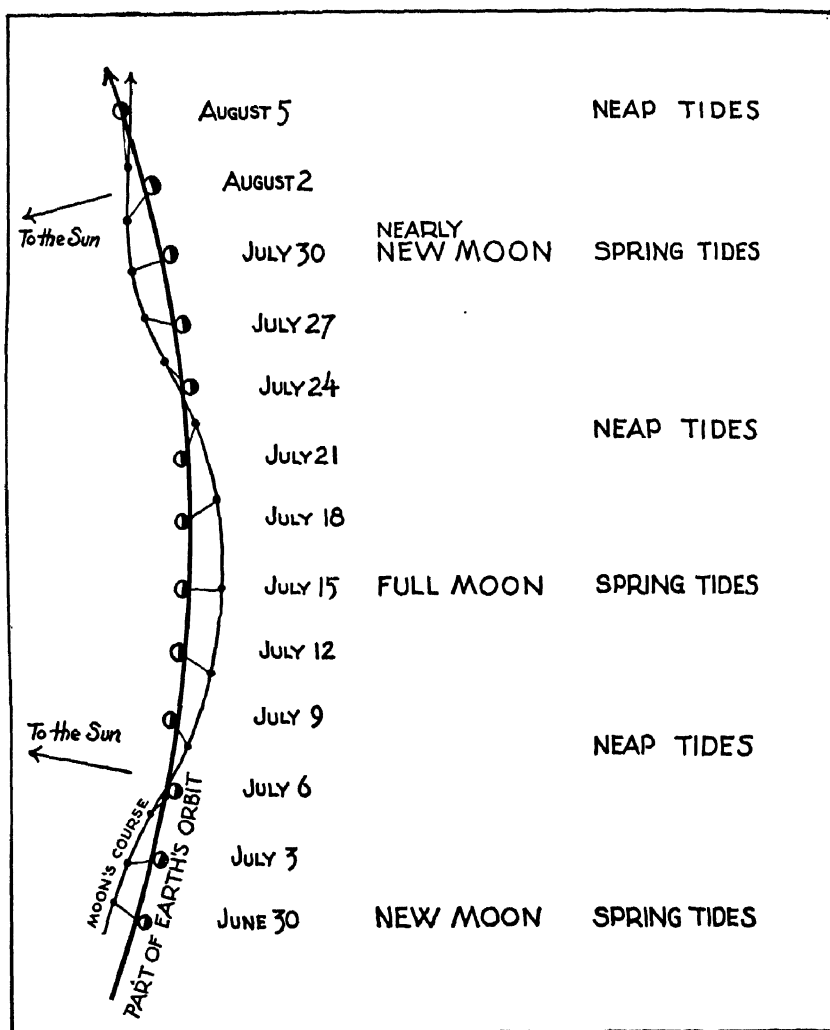 AUGUST 5 NEAP TIDES
AUGUST 2
To the Sun
NEARLY
JULY 30 NEW MOON SPRING TIDES
JULY 27
JULY 24
NEAP TIDES
JULY 21
JULY 18
JULY 15 FULL MOON SPRING TIDES
JULY 12
JULY 9
To the Sun
NEAP TIDES
JULY 6
MOON'S COURSE
PART OF EARTH'S ORBIT
JULY 3
JUNE 30 NEW MOON SPRING TIDES